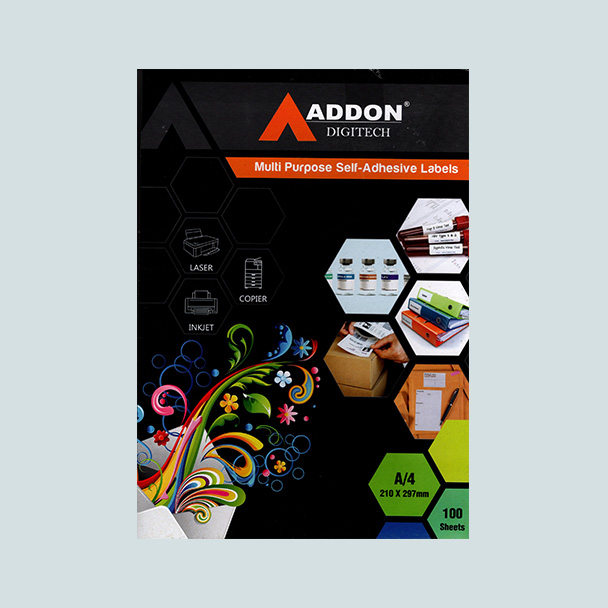 ADDON®
DIGITECH
Multi Purpose Self-Adhesive Labels
LASER
COPIER
INKJET
A/4
210 X 297mm
100
Sheets